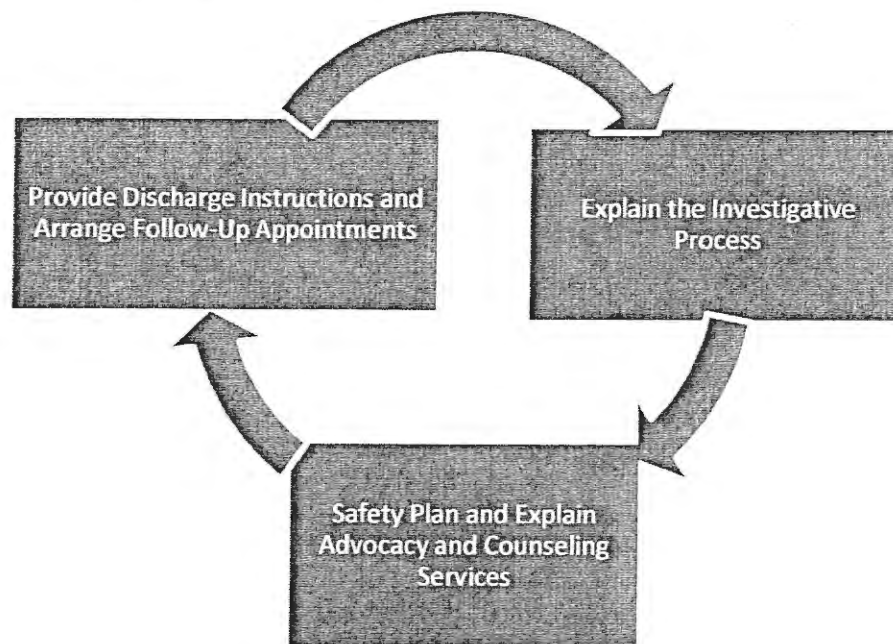 Provide Discharge Instructions and
Arrange Follow-Up Appointments
Explain the Investigative
Process
Safety Plan and Explain
Advocacy and Counseling
Services